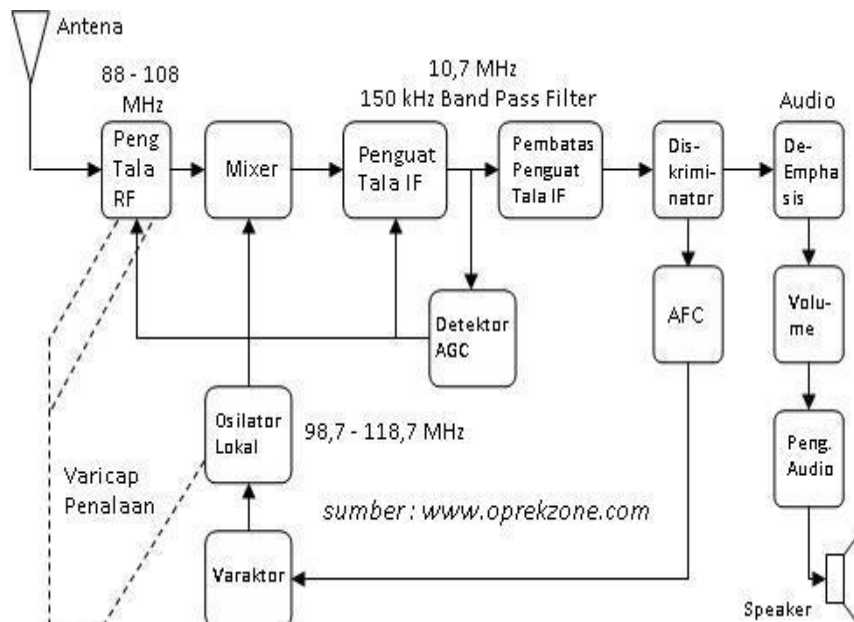 Antena
88 - 108
MHz
10,7 MHz
150 kHz Band Pass Filter
Audio
Peng
Tala
RF
Mixer
Penguat
Tala IF
Pembatas
Penguat
Tala IF
Dis-
krimi-
nator
De-
Empha
sis
Detektor
AGC
AFC
Volu-
me
Osilator
Lokal
98,7 - 118,7 MHz
Peng.
Audio
Varicap
Penalaan
sumber : www.oprekzone.com
Varaktor
Speaker